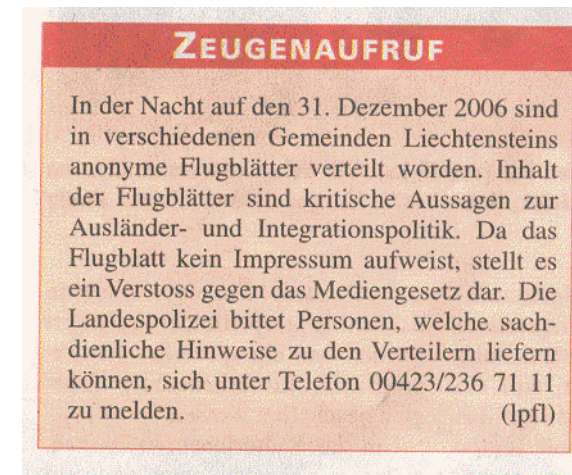 ZEUGENAUFRUF
In der Nacht auf den 31. Dezember 2006 sind
in verschiedenen Gemeinden Liechtensteins
anonyme Flugblätter verteilt worden. Inhalt
der Flugblätter sind kritische Aussagen zur
Ausländer- und Integrationspolitik. Da das
Flugblatt kein Impressum aufweist, stellt es
ein Verstoss gegen das Mediengesetz dar. Die
Landespolizei bittet Personen, welche sach-
dienliche Hinweise zu den Verteilern liefern
können, sich unter Telefon 00423/236 71 11
zu melden. (lpfl)